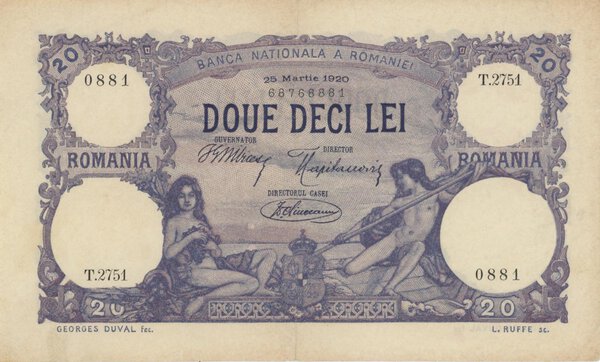 20
20
BANCA NATIONALA A ROMANIEI
0881
25 Martie 1920
T.2751
68768881
DOUE DECI LEI
GUVERNATOR
DIRECTOR
ROMANIA
ROMANIA
DIRECTORUL CASEI
T.2751
0881
20
20
GEORGES DUVAL fec.
L. RUFFE sc.